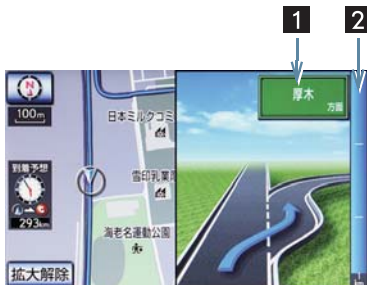 1 2
厚木
方面
N
100m
日本ミルクコミ
到着予想
雪印乳業
293km
海老名運動公園
拡大解除